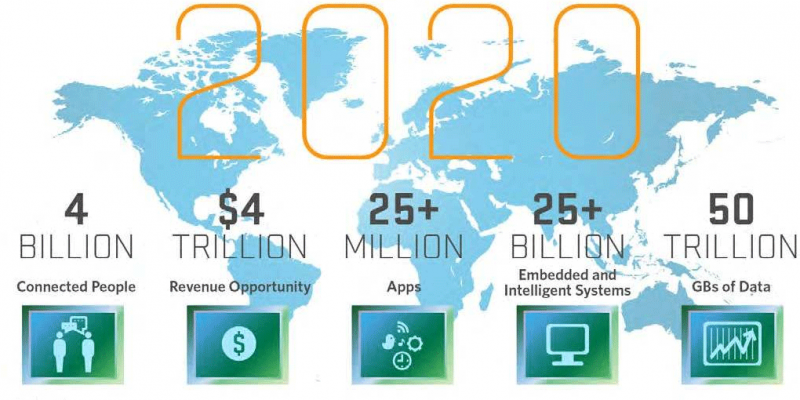 2020
4
BILLION
Connected People
$4
TRILLION
Revenue Opportunity
25+
MILLION
Apps
25+
BILLION
Embedded and
Intelligent Systems
50
TRILLION
GBs of Data
$